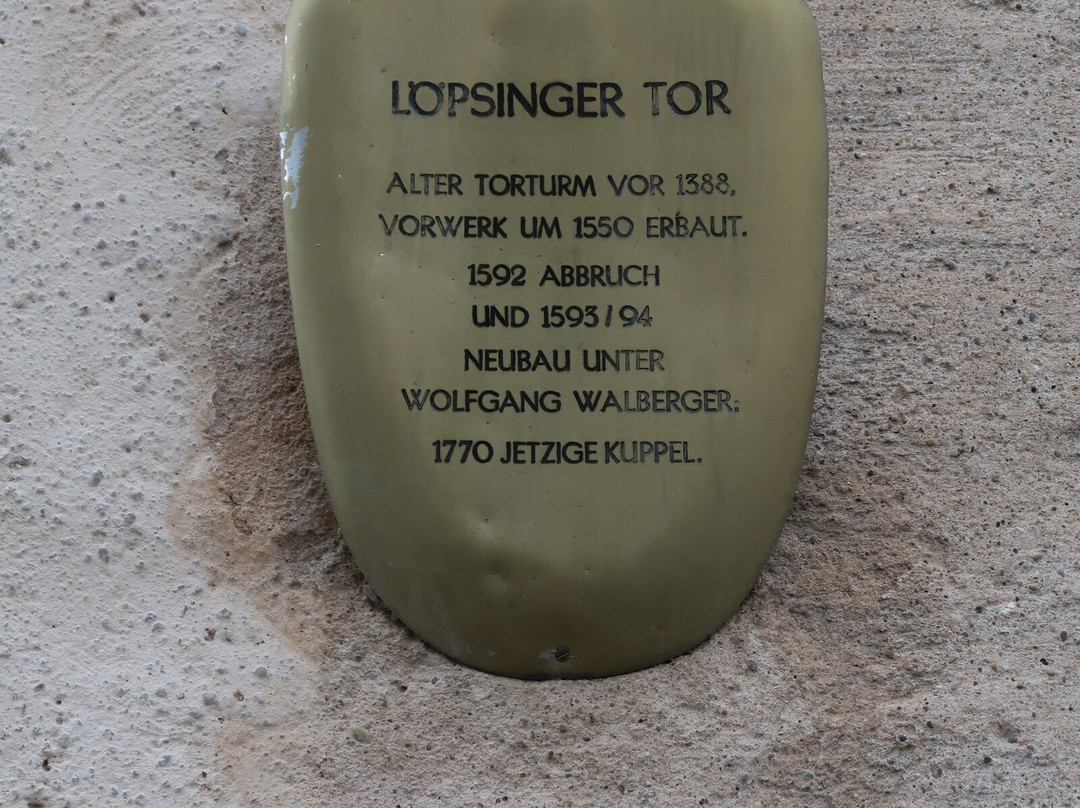 LÖPSINGER TOR
ALTER TORTURM VOR 1388,
VORWERK UM 1550 ERBAUT.
1592 ABBRUCH
UND 1593/94
NEUBAU UNTER
WOLFGANG WALBERGER.
1770 JETZIGE KUPPEL.